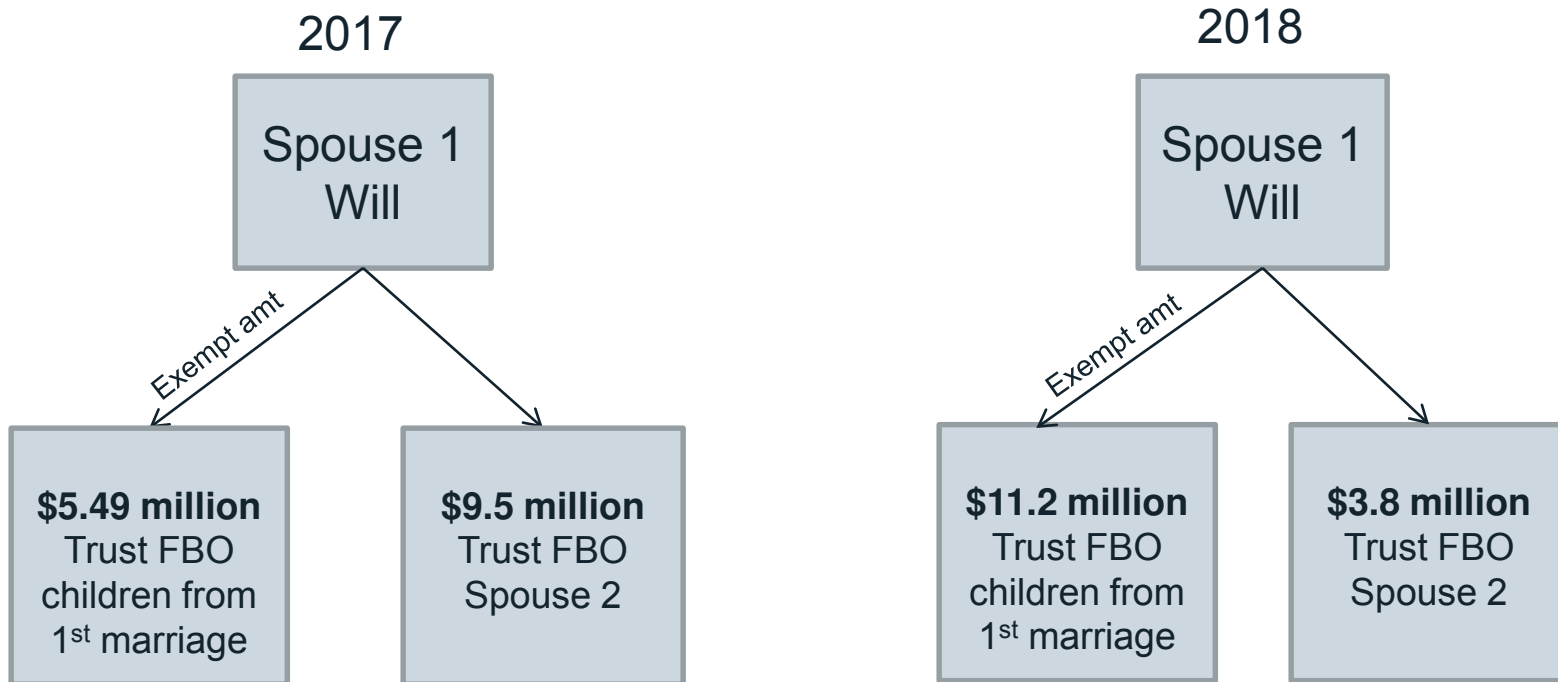 2017
Spouse 1
Will
Exempt amt
$5.49 million
Trust FBO
children from
1st marriage
$9.5 million
Trust FBO
Spouse 2
2018
Spouse 1
Will
Exempt amt
$11.2 million
Trust FBO
children from
1st marriage
$3.8 million
Trust FBO
Spouse 2